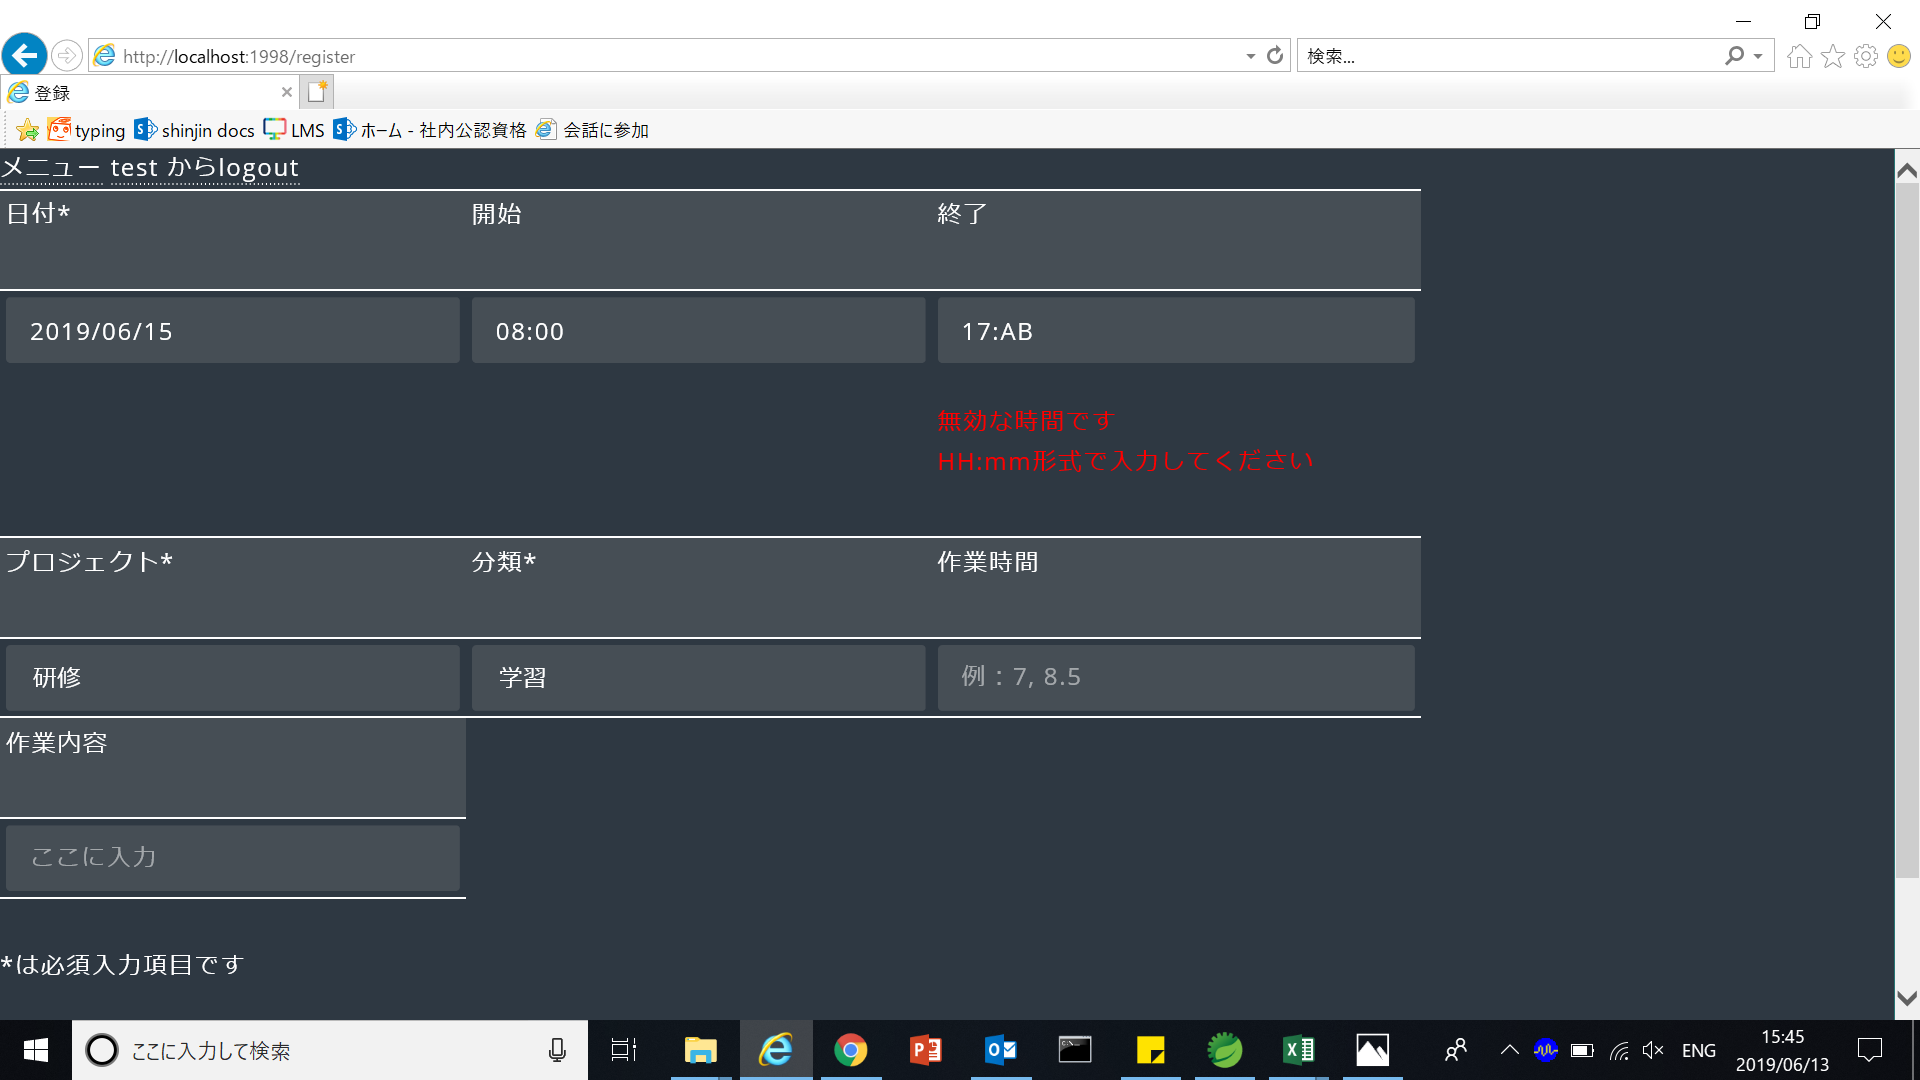 http://localhost:1998/register
検索...
登録
typing shinjin docs LMS ホーム - 社内公認資格 会話に参加
メニュー test からlogout
日付* 開始 終了
2019/06/15 08:00 17:AB
無効な時間です
HH:mm形式で入力してください
プロジェクト* 分類* 作業時間
研修 学習 例：7, 8.5
作業内容
ここに入力
*は必須入力項目です
ここに入力して検索
ENG
15:45
2019/06/13